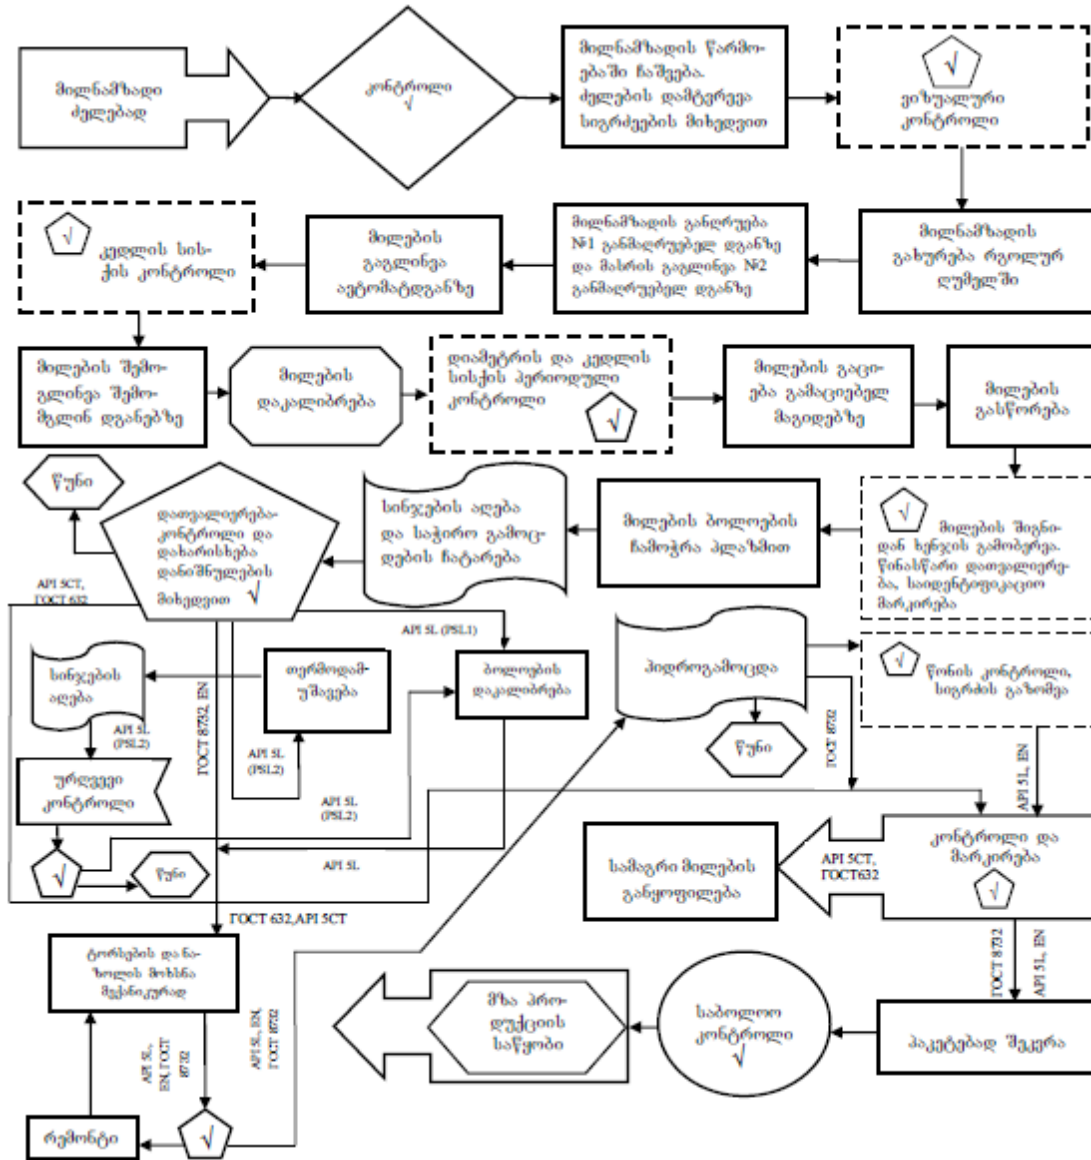 მილნამზადი
ძელებად
კონტროლი
√
მილნამზადის წარმო-
ებაში ჩაშვება.
ძელების დამტვრევა
სიგრძეების მიხედვით
√
ვიზუალური
კონტროლი
√
კედლის სის-
ქის კონტროლი
მილების
გაგლინვა
ავტომატდგანზე
მილნამზადის განღრუება
№1 განმაღრუებელ დგანზე
და მასრის გაგლინვა №2
განმაღრუებელ დგანზე
მილნამზადის
გახურება რგოლურ
ღუმელში
მილების შემო-
გლინვა შემო-
მგლინ დგანებზე
მილების
დაკალიბრება
დიამეტრის და კედლის
სისქის პერიოდული
კონტროლი
√
მილების გაცი-
ება გამაციებელ
მაგიდებზე
მილების
გასწორება
წუნი
დათვალიერება-
კონტროლი და
დახარისხება
დანიშნულების
მიხედვით √
სინჯების აღება
და საჭირო გამოც-
დების ჩატარება
მილების ბოლოების
ჩამოჭრა პლაზმით
√
მილების შიგნი-
დან ხენჯის გამობერვა.
წინასწარი დათვალიერე-
ბა, საიდენტიფიკაციო
მარკირება
API 5CT,
ГОСТ 632
API 5L (PSL1)
სინჯების
აღება
თერმოდამ-
უშავება
ბოლოების
დაკალიბრება
ჰიდროგამოცდა
√
წონის კონტროლი,
სიგრძის გაზომვა
API 5L
(PSL2)
ГОСТ 8732, EN
API 5L
(PSL2)
წუნი
ГОСТ 8732
API 5L, EN
ურღვევი
კონტროლი
API 5L
(PSL2)
√
წუნი
API 5L
სამაგრი მილების
განყოფილება
API 5CT,
ГОСТ632
კონტროლი და
მარკირება
√
ГОСТ 632,API 5CT
ГОСТ 8732
API 5L, EN
ტორსების და ნა-
ზოლის მოხსნა
მექანიკურად
მზა პრო-
დუქციის
საწყობი
საბოლოო
კონტროლი
√
პაკეტებად შეკვრა
API 5L,
EN, ГОСТ
8732
API 5L, EN,
ГОСТ 8732
რემონტი
√